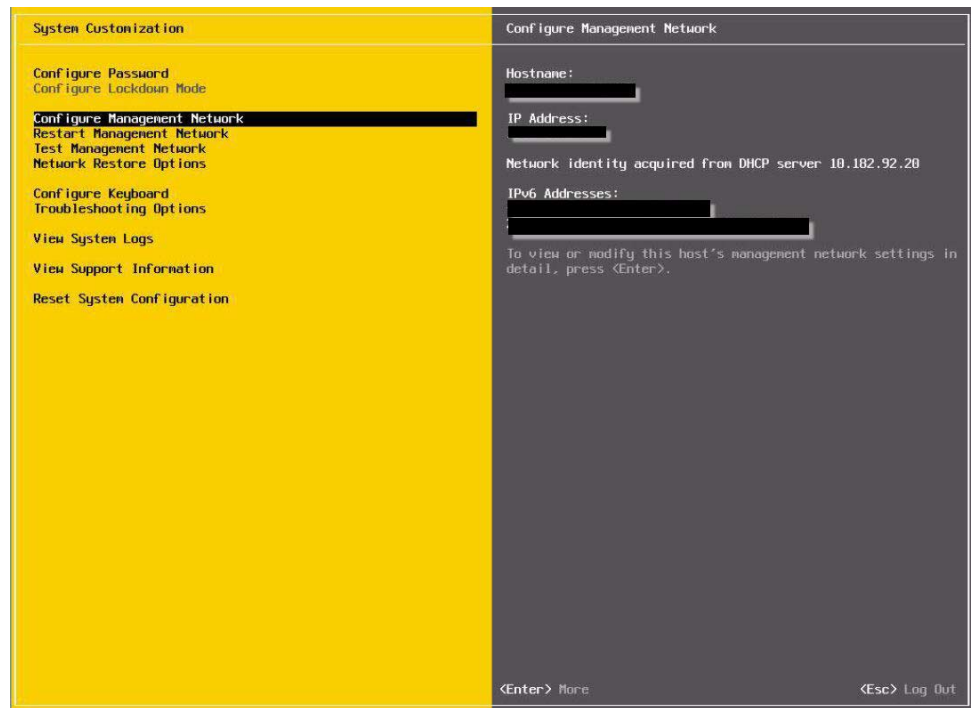 System Customization
Configure Password
Configure Lockdown Mode
Configure Management Network
Restart Management Network
Test Management Network
Network Restore Options
Configure Keyboard
Troubleshooting Options
View System Logs
View Support Information
Reset System Configuration
Configure Management Network
Hostname:
IP Address:
Network identity acquired from DHCP server 10.182.92.20
IPv6 Addresses:
To view or modify this host's management network settings in
detail, press <Enter>.
<Enter> More
<Esc> Log Out